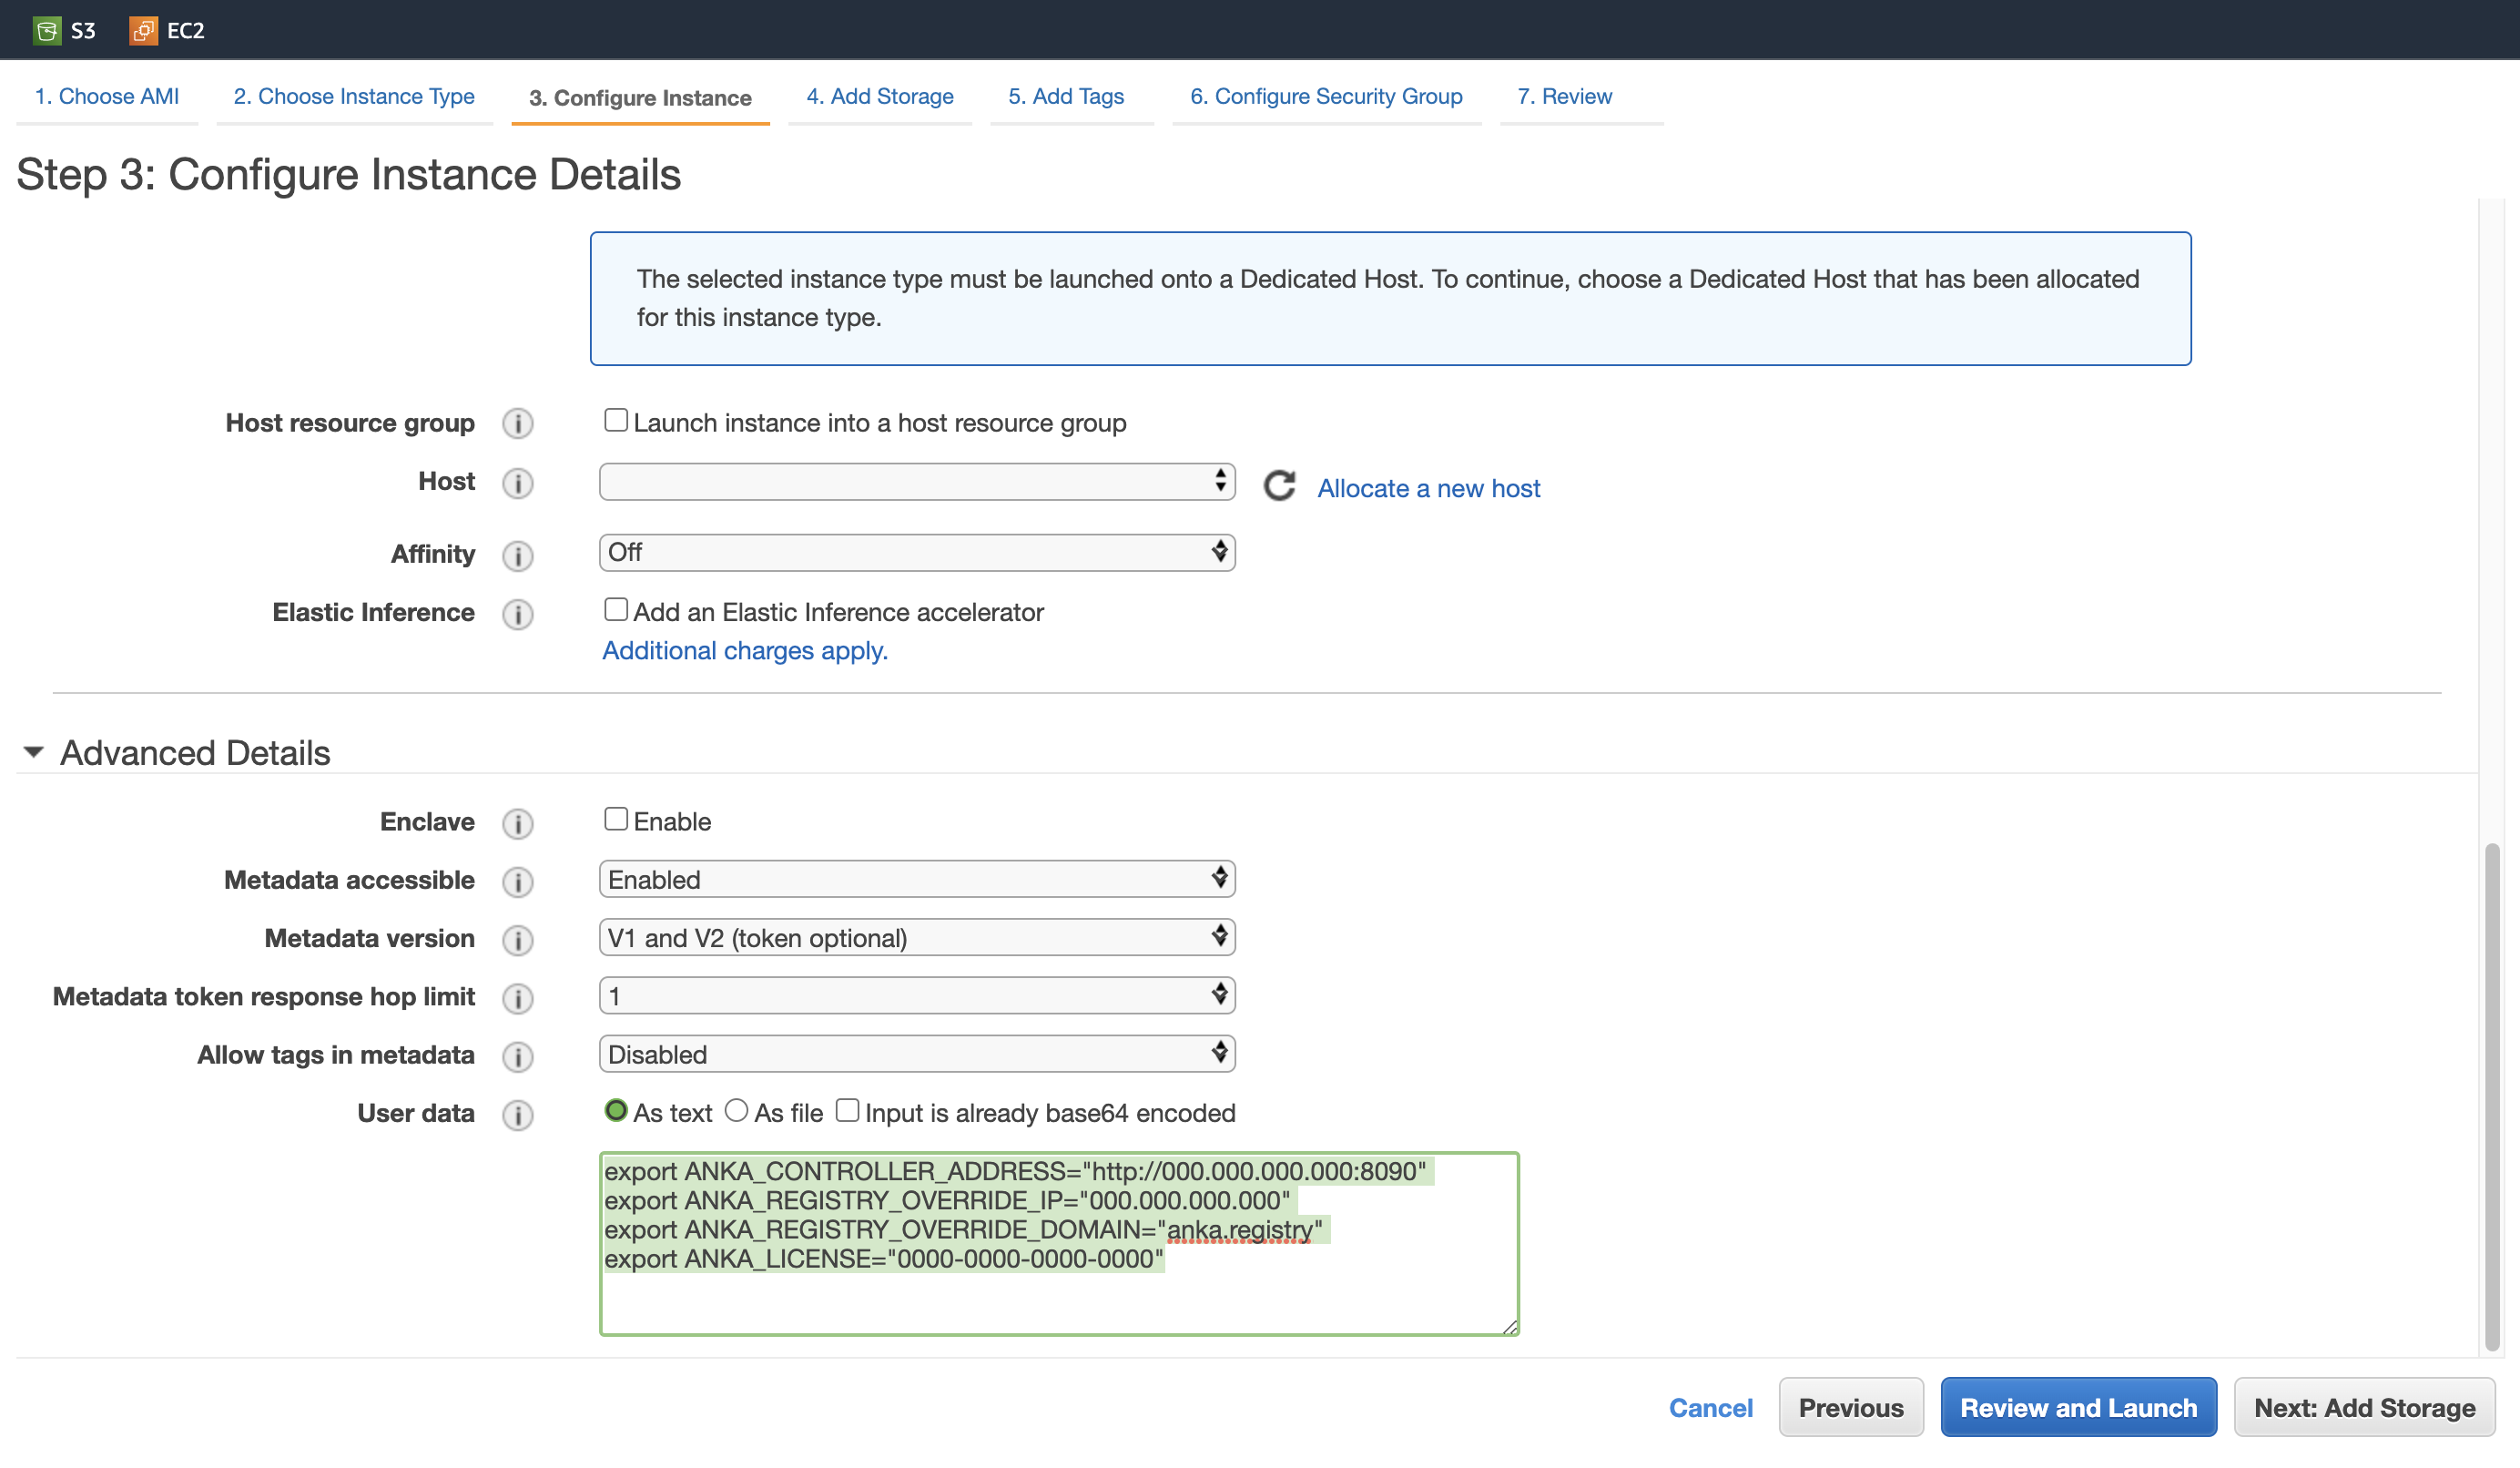 S3 EC2
1. Choose AMI 2. Choose Instance Type 3. Configure Instance 4. Add Storage 5. Add Tags 6. Configure Security Group 7. Review
Step 3: Configure Instance Details
The selected instance type must be launched onto a Dedicated Host. To continue, choose a Dedicated Host that has been allocated
for this instance type.
Host resource group i Launch instance into a host resource group
Host i Allocate a new host
Affinity i Off
Elastic Inference i Add an Elastic Inference accelerator
Additional charges apply.
Advanced Details
Enclave i Enable
Metadata accessible i Enabled
Metadata version i V1 and V2 (token optional)
Metadata token response hop limit i 1
Allow tags in metadata i Disabled
User data i As text As file Input is already base64 encoded
export ANKA_CONTROLLER_ADDRESS="http://000.000.000.000:8090"
export ANKA_REGISTRY_OVERRIDE_IP="000.000.000.000"
export ANKA_REGISTRY_OVERRIDE_DOMAIN="anka.registry"
export ANKA_LICENSE="0000-0000-0000-0000"
Cancel Previous Review and Launch Next: Add Storage